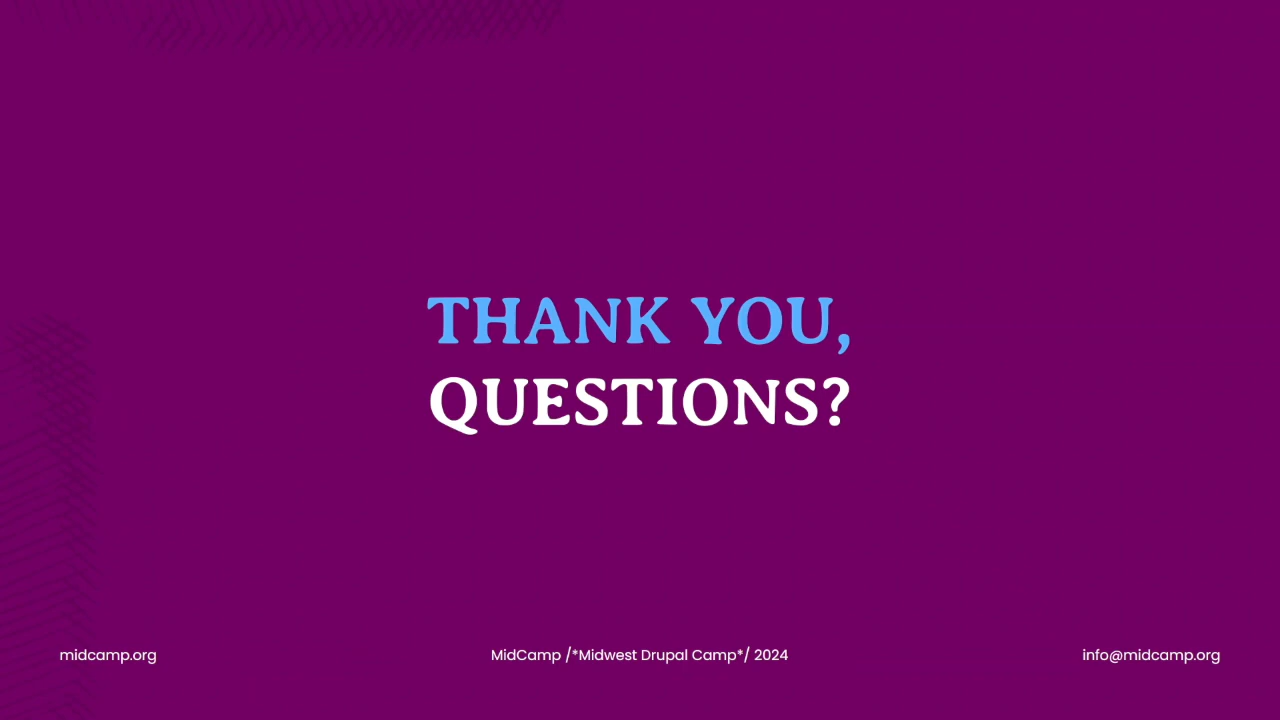 THANK YOU,
QUESTIONS?
midcamp.org
MidCamp /*Midwest Drupal Camp*/ 2024
info@midcamp.org